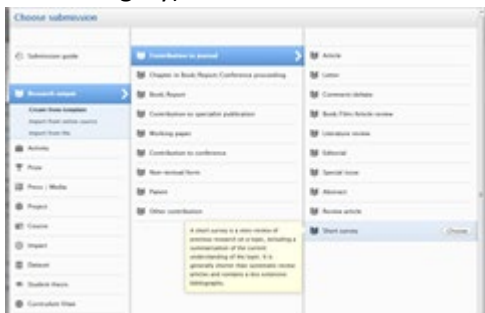 Choose submission
Submission guide
Research output
Create from template
Import from online source
Import from file
Activity
Prize
Press / Media
Project
Course
Impact
Dataset
Student thesis
Curriculum Vitae
Contribution to journal
Chapter in Book/Report/Conference proceeding
Book/Report
Contribution to specialist publication
Working paper
Contribution to conference
Non-textual form
Patent
Other contribution
Article
Letter
Comment/debate
Book/Film/Article review
Literature review
Editorial
Special issue
Abstract
Review article
Short survey
Choose
A short survey is a mini-review of
previous research on a topic, including a
summarization of the current
understanding of the topic. It is
generally shorter than systematic review
articles and contains a less extensive
bibliography.